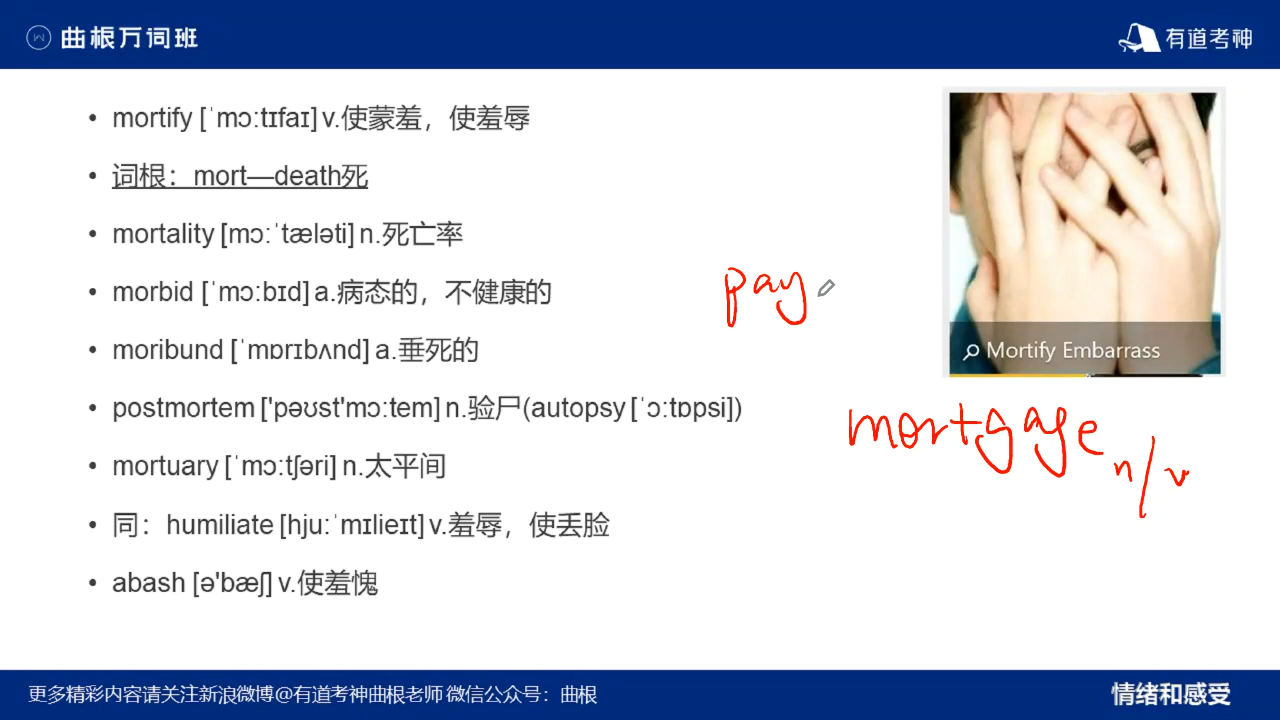 曲根万词班
有道考神
• mortify [ˈmɔːtɪfaɪ] v.使蒙羞，使羞辱
• 词根：mort—death死
• mortality [mɔːˈtæləti] n.死亡率
• morbid [ˈmɔːbɪd] a.病态的，不健康的
• moribund [ˈmɒrɪbʌnd] a.垂死的
• postmortem ['pəʊst'mɔːtem] n.验尸(autopsy [ˈɔːtɒpsi])
• mortuary [ˈmɔːtʃəri] n.太平间
• 同：humiliate [hjuːˈmɪlieɪt] v.羞辱，使丢脸
• abash [ə'bæʃ] v.使羞愧
pay
Mortify Embarrass
mortgage n/v
更多精彩内容请关注新浪微博@有道考神曲根老师 微信公众号：曲根
情绪和感受